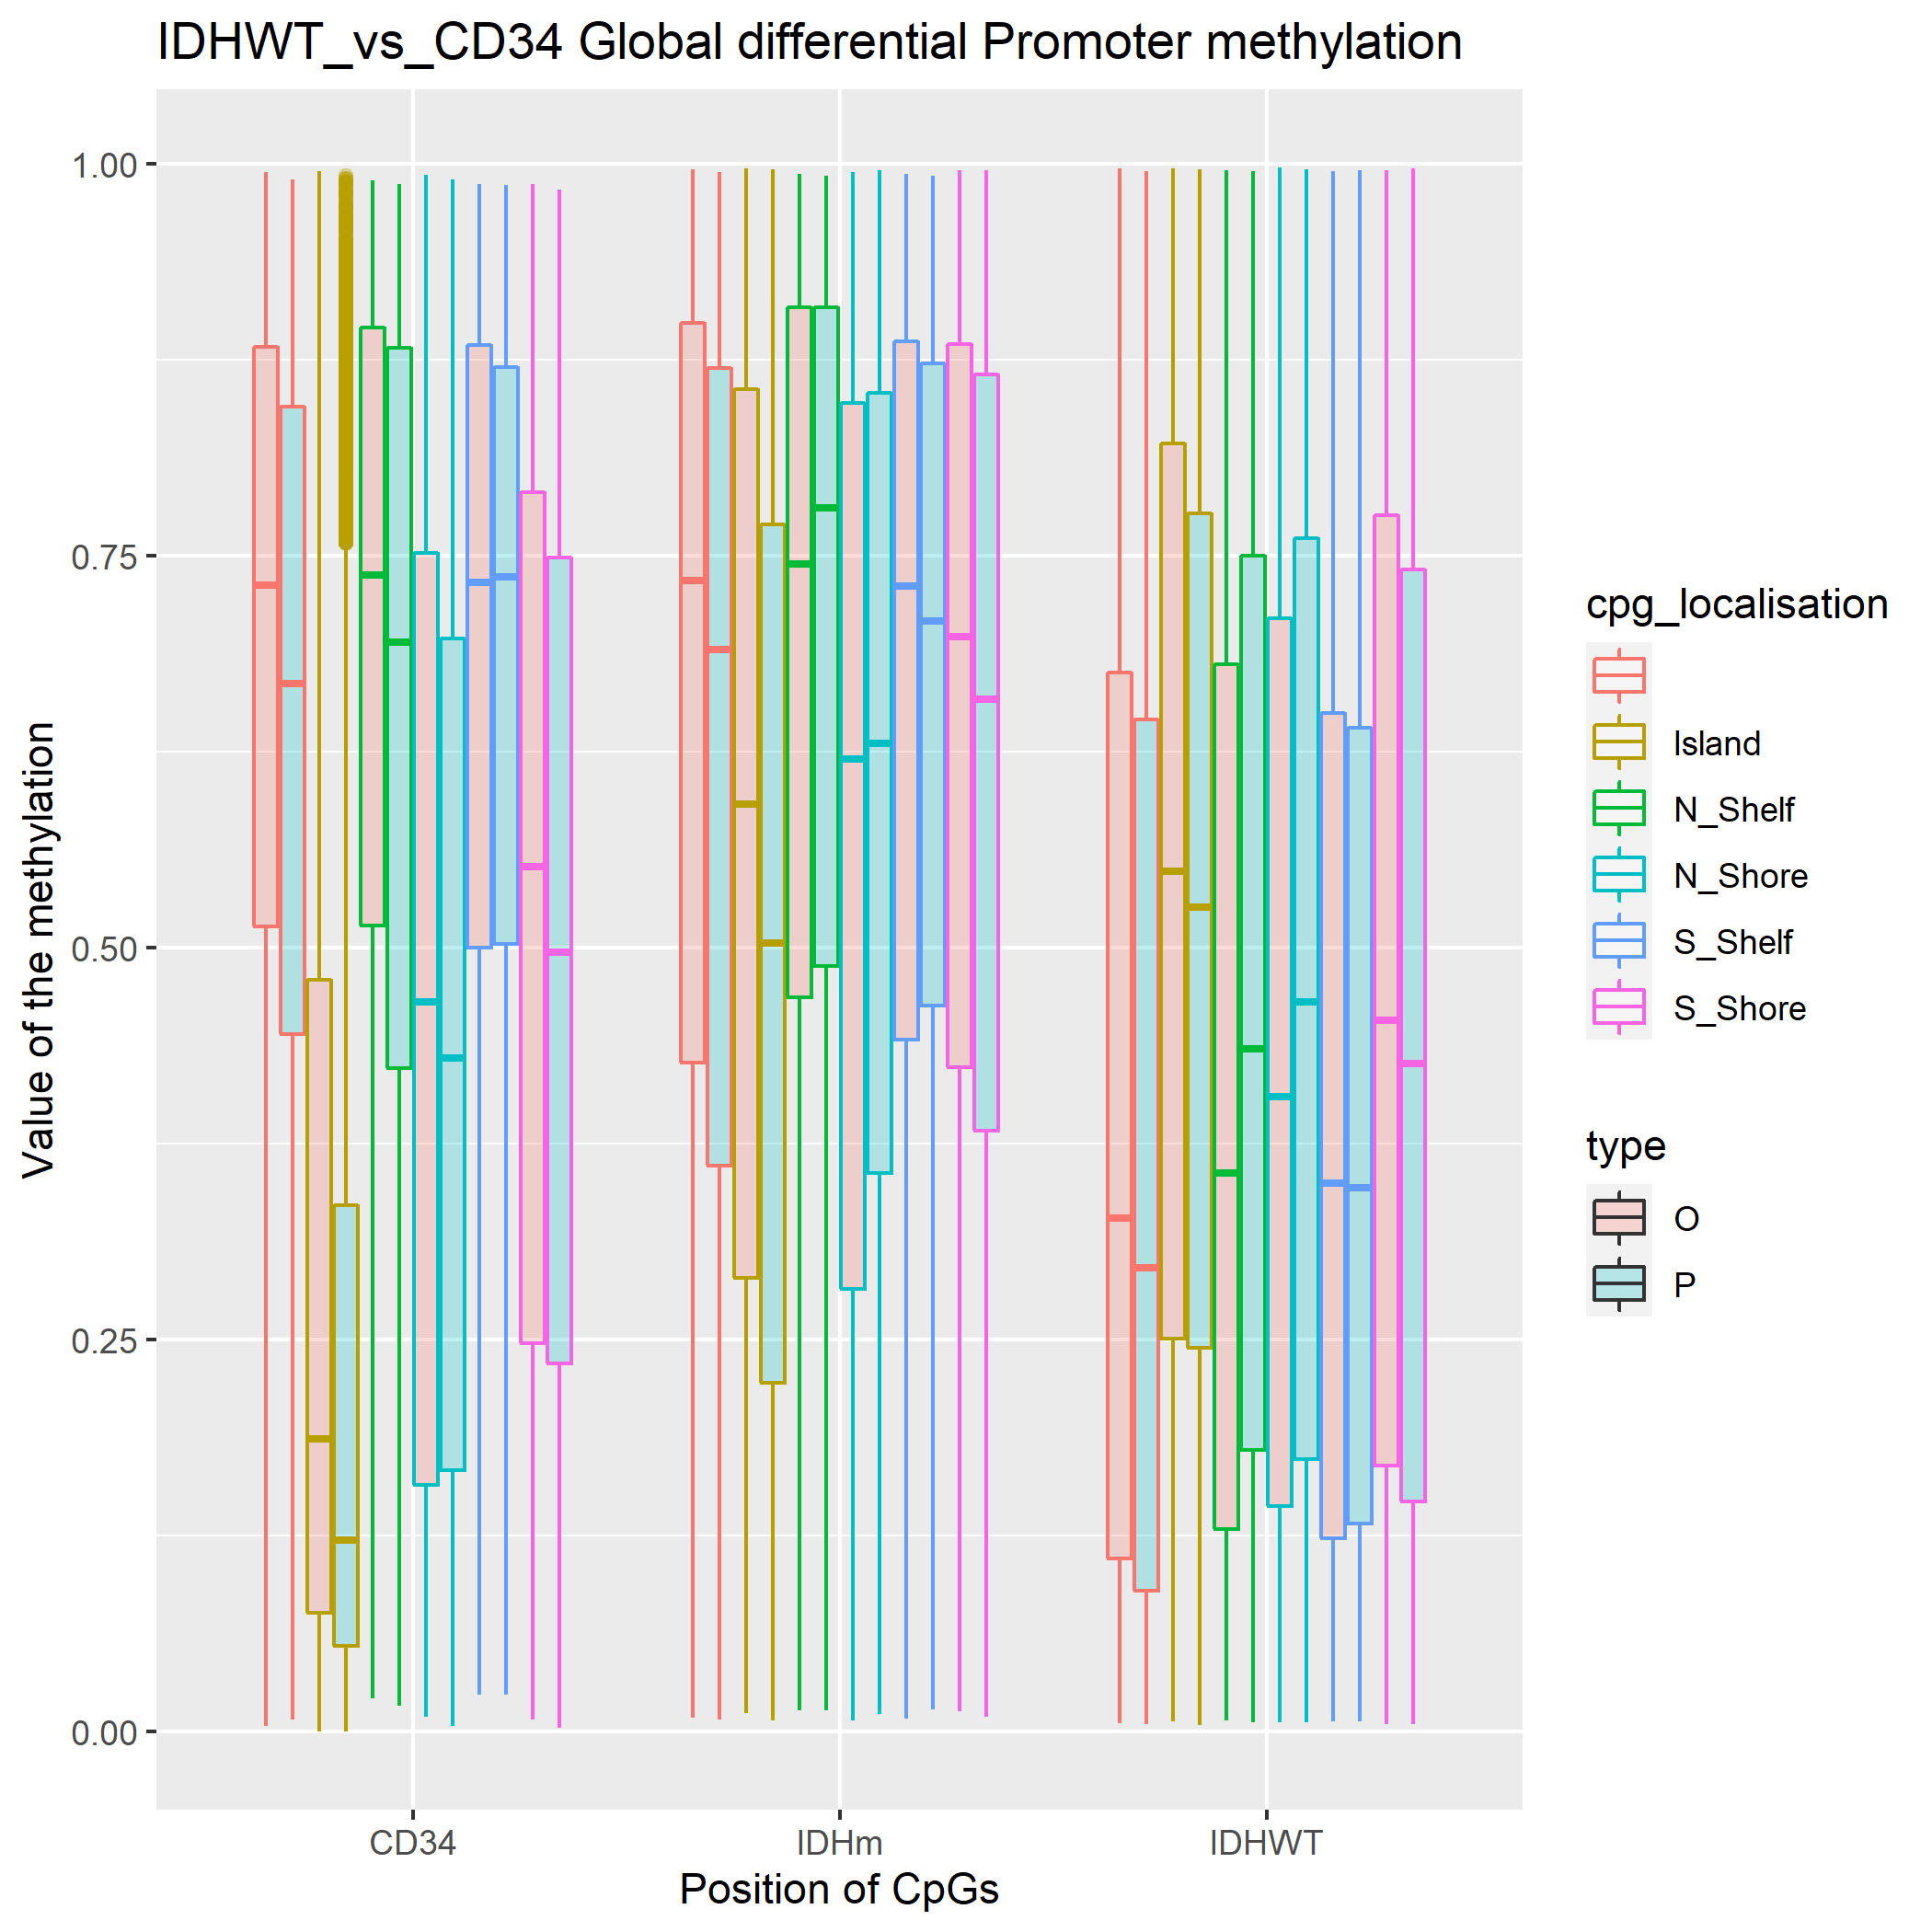 IDHWT_vs_CD34 Global differential Promoter methylation
Value of the methylation
1.00
0.75
0.50
0.25
0.00
CD34
IDHm
IDHWT
Position of CpGs
cpg_localisation
Island
N_Shelf
N_Shore
S_Shelf
S_Shore
type
O
P